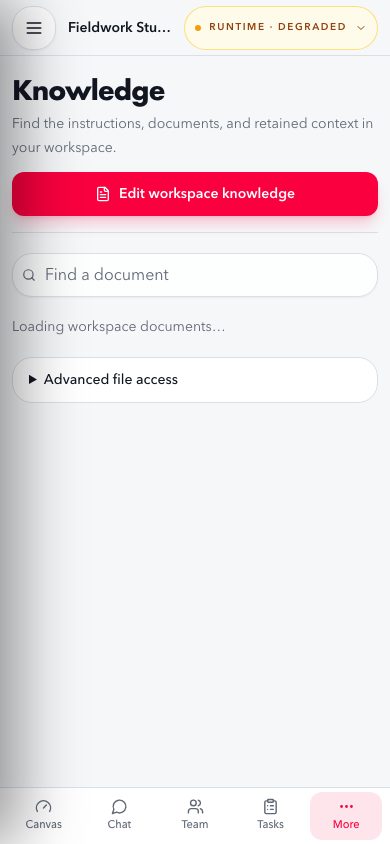 Fieldwork Stu…
RUNTIME · DEGRADED
Knowledge
Find the instructions, documents, and retained context in
your workspace.
Edit workspace knowledge
Find a document
Loading workspace documents…
Advanced file access
Canvas
Chat
Team
Tasks
More